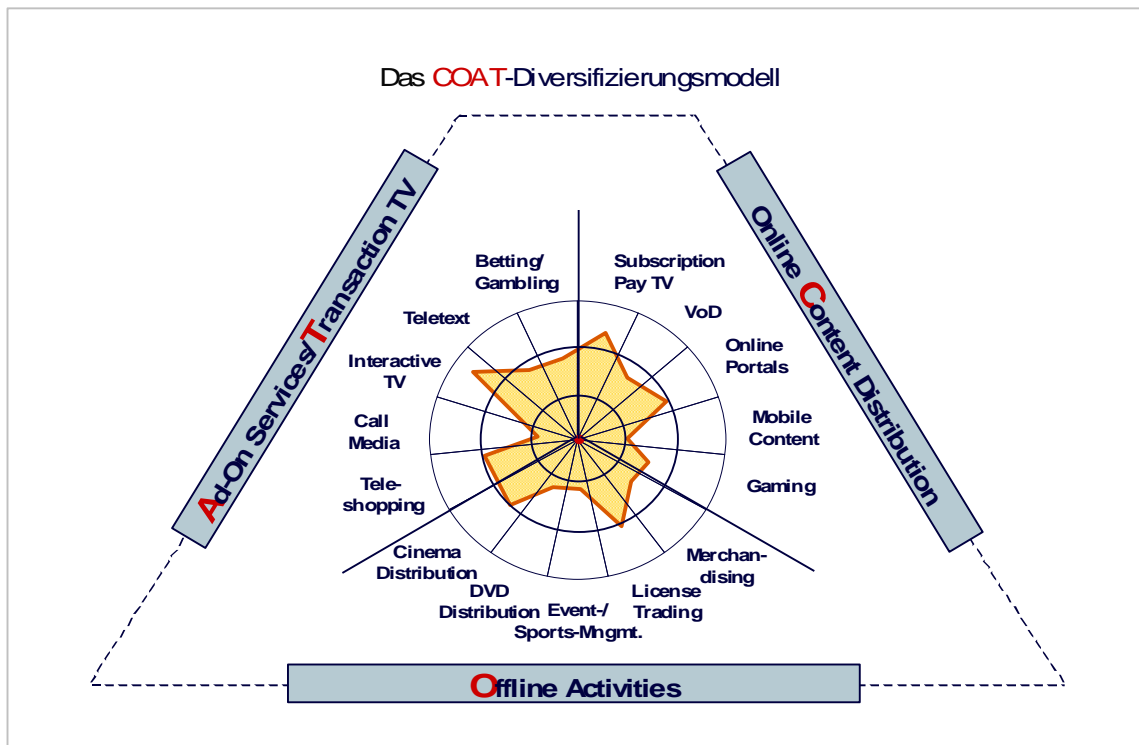 Das COAT-Diversifizierungsmodell
Ad-On Services/Transaction TV
Online Content Distribution
Betting/
Gambling
Subscription
Pay TV
Teletext
VoD
Interactive
TV
Online
Portals
Call
Media
Mobile
Content
Tele-
shopping
Gaming
Cinema
Distribution
Merchan-
dising
DVD
Distribution
Event-/
Sports-Mngmt.
License
Trading
Offline Activities